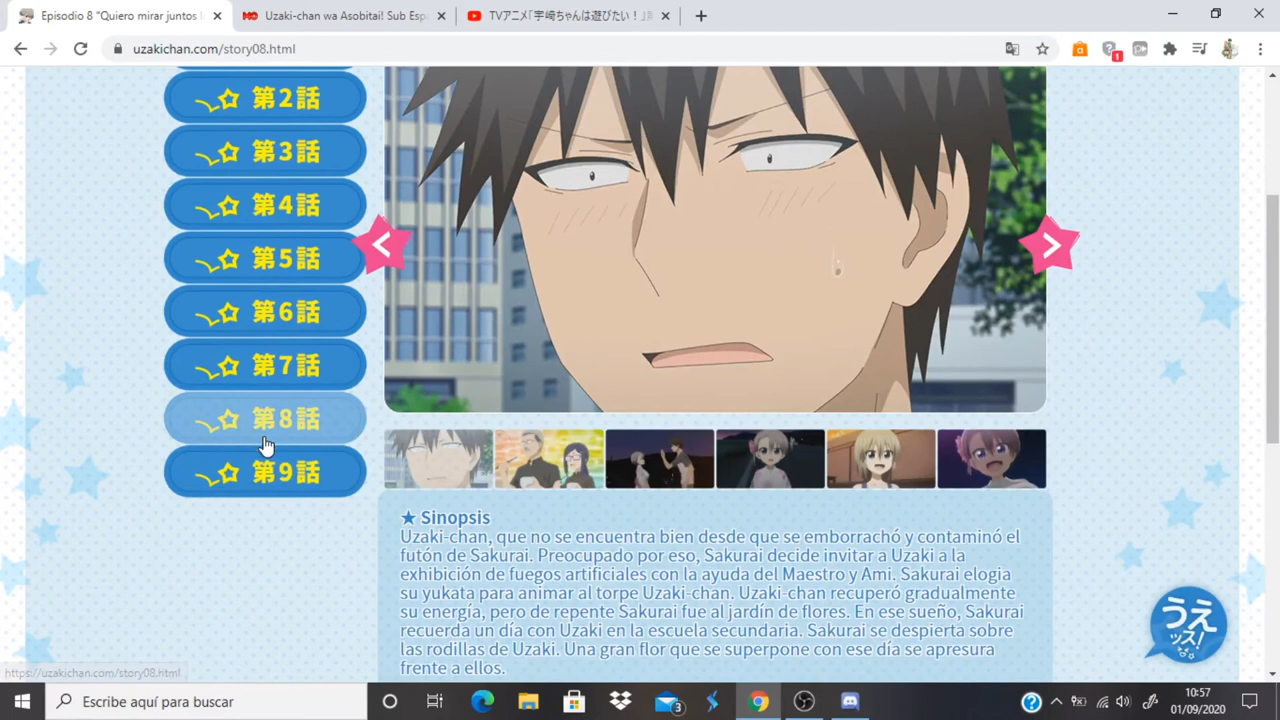 Episodio 8 "Quiero mirar juntos l
Uzaki-chan wa Asobitai! Sub Esp
TVアニメ「宇崎ちゃんは遊びたい！」
uzakichan.com/story08.html
1
第2話
第3話
第4話
第5話
第6話
第7話
第8話
第9話
★ Sinopsis
Uzaki-chan, que no se encuentra bien desde que se emborrachó y contaminó el
futón de Sakurai. Preocupado por eso, Sakurai decide invitar a Uzaki a la
exhibición de fuegos artificiales con la ayuda del Maestro y Ami. Sakurai elogia
su yukata para animar al torpe Uzaki-chan. Uzaki-chan recuperó gradualmente
su energía, pero de repente Sakurai fue al jardín de flores. En ese sueño, Sakurai
recuerda un día con Uzaki en la escuela secundaria. Sakurai se despierta sobre
las rodillas de Uzaki. Una gran flor que se superpone con ese día se apresura
frente a ellos.
うえ
ッス!
https://uzakichan.com/story08.html
Escribe aquí para buscar
3
10:57
01/09/2020